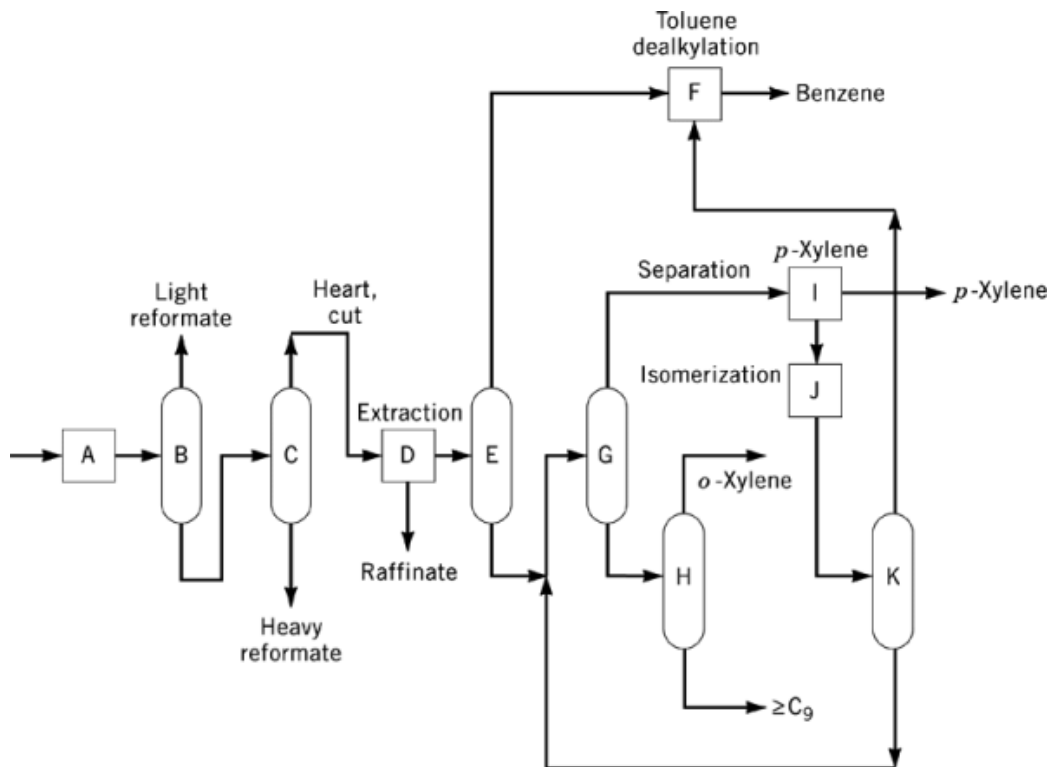 Toluene
dealkylation
F
Benzene
p-Xylene
Separation
I
p-Xylene
Light
reformate
Heart,
cut
Isomerization
J
Extraction
A
B
C
D
E
G
o-Xylene
Raffinate
H
K
Heavy
reformate
≥C₉